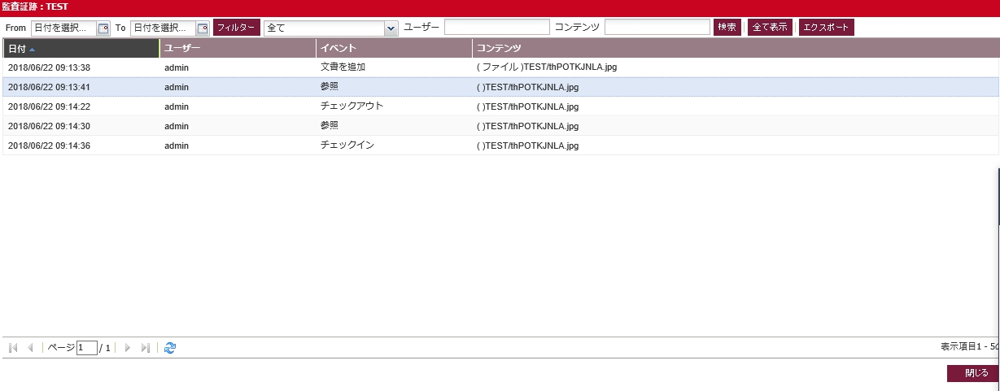 監査証跡：TEST
From 日付を選択... To 日付を選択... フィルター 全て ユーザー コンテンツ 検索 全て表示 エクスポート
日付 ユーザー イベント コンテンツ
2018/06/22 09:13:38 admin 文書を追加 ( ファイル )TEST/thPOTKJNLA.jpg
2018/06/22 09:13:41 admin 参照 ( )TEST/thPOTKJNLA.jpg
2018/06/22 09:14:22 admin チェックアウト ( )TEST/thPOTKJNLA.jpg
2018/06/22 09:14:30 admin 参照 ( )TEST/thPOTKJNLA.jpg
2018/06/22 09:14:36 admin チェックイン ( )TEST/thPOTKJNLA.jpg
ページ 1 / 1 表示項目1 - 5
閉じる